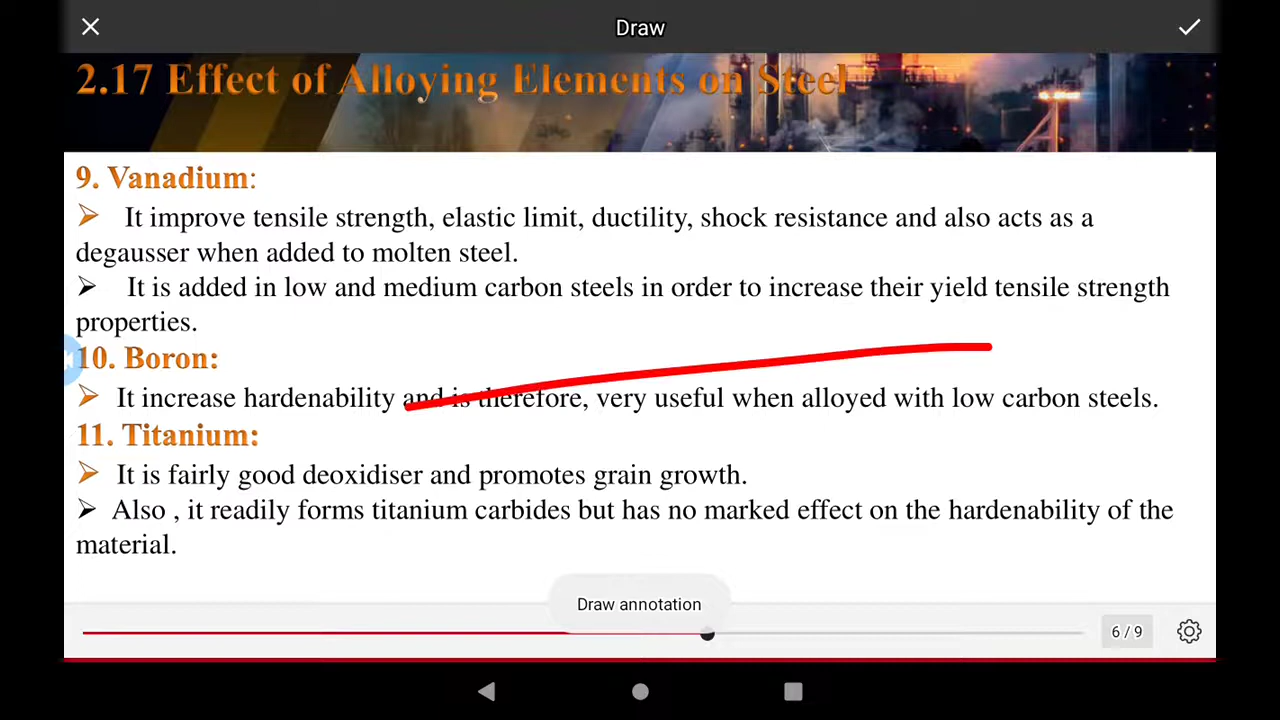 Draw
2.17 Effect of Alloying Elements on Steel
9. Vanadium:
It improve tensile strength, elastic limit, ductility, shock resistance and also acts as a
degausser when added to molten steel.
It is added in low and medium carbon steels in order to increase their yield tensile strength
properties.
10. Boron:
It increase hardenability and is therefore, very useful when alloyed with low carbon steels.
11. Titanium:
It is fairly good deoxidiser and promotes grain growth.
Also , it readily forms titanium carbides but has no marked effect on the hardenability of the
material.
Draw annotation
6 / 9